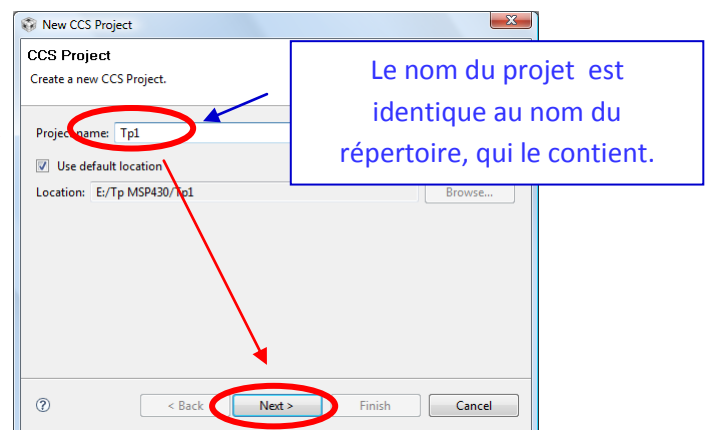 New CCS Project
CCS Project
Create a new CCS Project.
Le nom du projet est
identique au nom du
répertoire, qui le contient.
Project name: Tp1
Use default location
Location: E:/Tp MSP430/Tp1
Browse...
< Back
Next >
Finish
Cancel